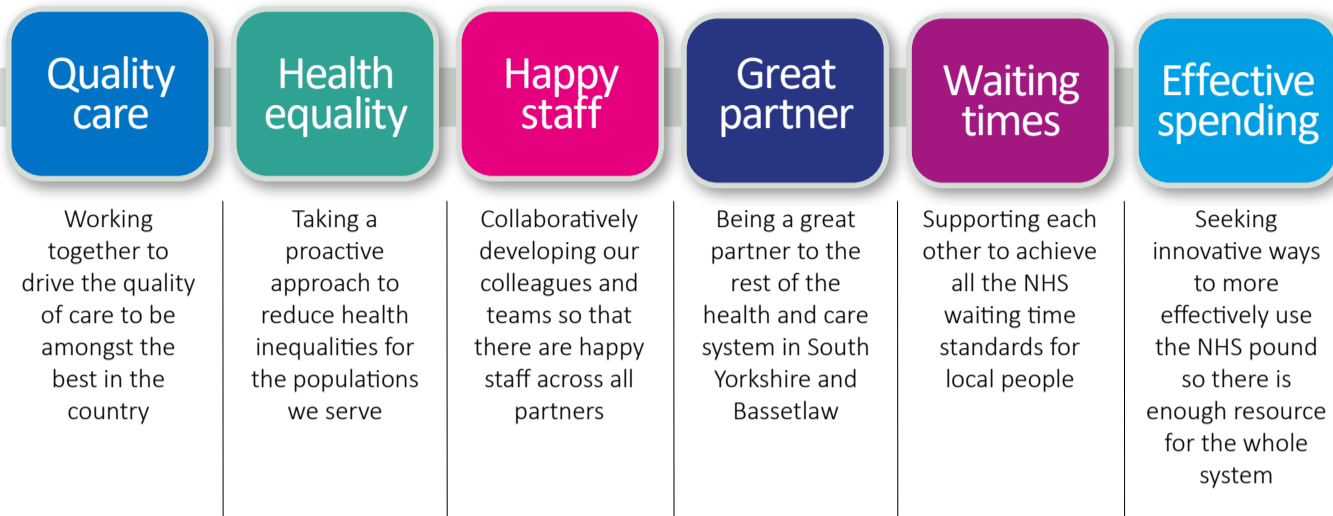 Quality
care
Working
together to
drive the quality
of care to be
amongst the
best in the
country
Health
equality
Taking a
proactive
approach to
reduce health
inequalities for
the populations
we serve
Happy
staff
Collaboratively
developing our
colleagues and
teams so that
there are happy
staff across all
partners
Great
partner
Being a great
partner to the
rest of the
health and care
system in South
Yorkshire and
Bassetlaw
Waiting
times
Supporting each
other to achieve
all the NHS
waiting time
standards for
local people
Effective
spending
Seeking
innovative ways
to more
effectively use
the NHS pound
so there is
enough resource
for the whole
system